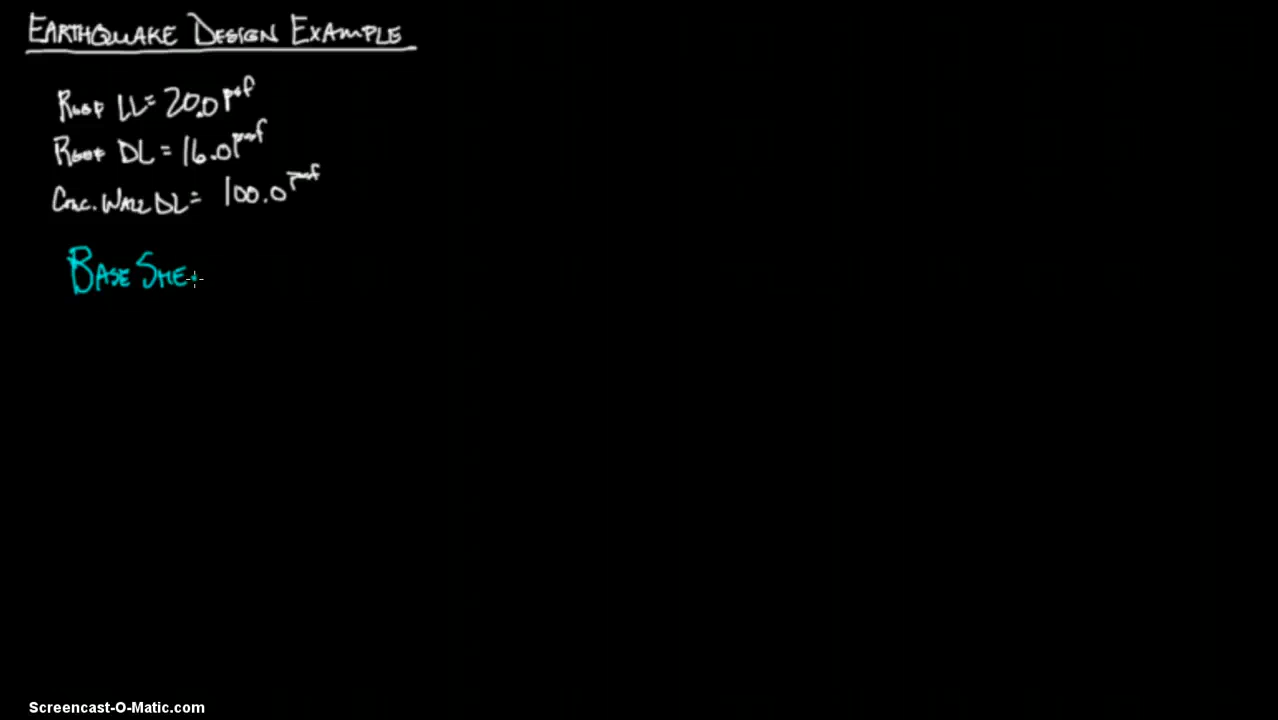 EARTHQUAKE DESIGN EXAMPLE
ROOF LL = 20.0 psf
ROOF DL = 16.0 psf
CONC. WALL DL = 100.0 psf
BASE SHE
Screencast-O-Matic.com